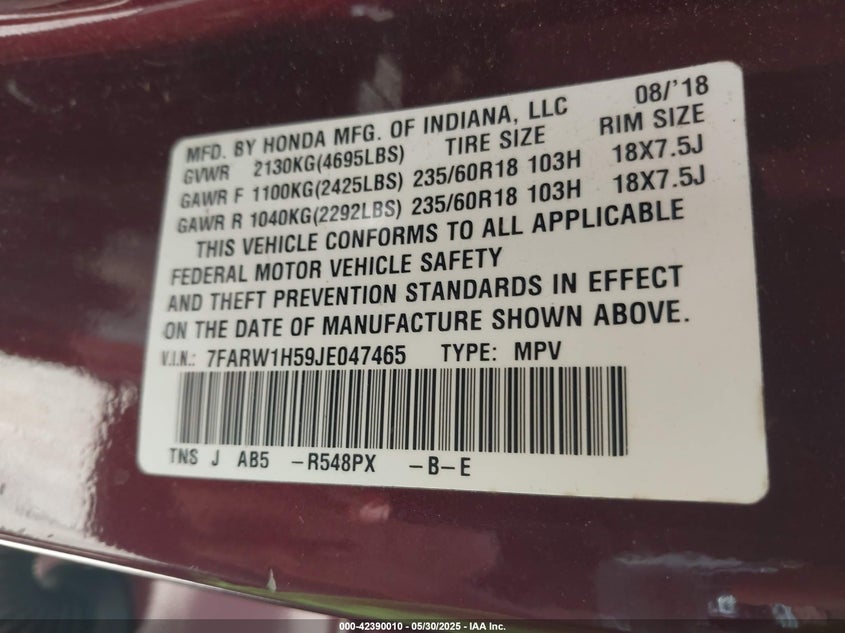 08/'18
MFD. BY HONDA MFG. OF INDIANA, LLC
GVWR 2130KG(4695LBS) TIRE SIZE RIM SIZE
GAWR F 1100KG(2425LBS) 235/60R18 103H 18X7.5J
GAWR R 1040KG(2292LBS) 235/60R18 103H 18X7.5J
THIS VEHICLE CONFORMS TO ALL APPLICABLE
FEDERAL MOTOR VEHICLE SAFETY
AND THEFT PREVENTION STANDARDS IN EFFECT
ON THE DATE OF MANUFACTURE SHOWN ABOVE.
V.I.N.: 7FARW1H59JE047465 TYPE: MPV
TNS J AB5 -R548PX -B-E
000-42390010 - 05/30/2025 - IAA Inc.